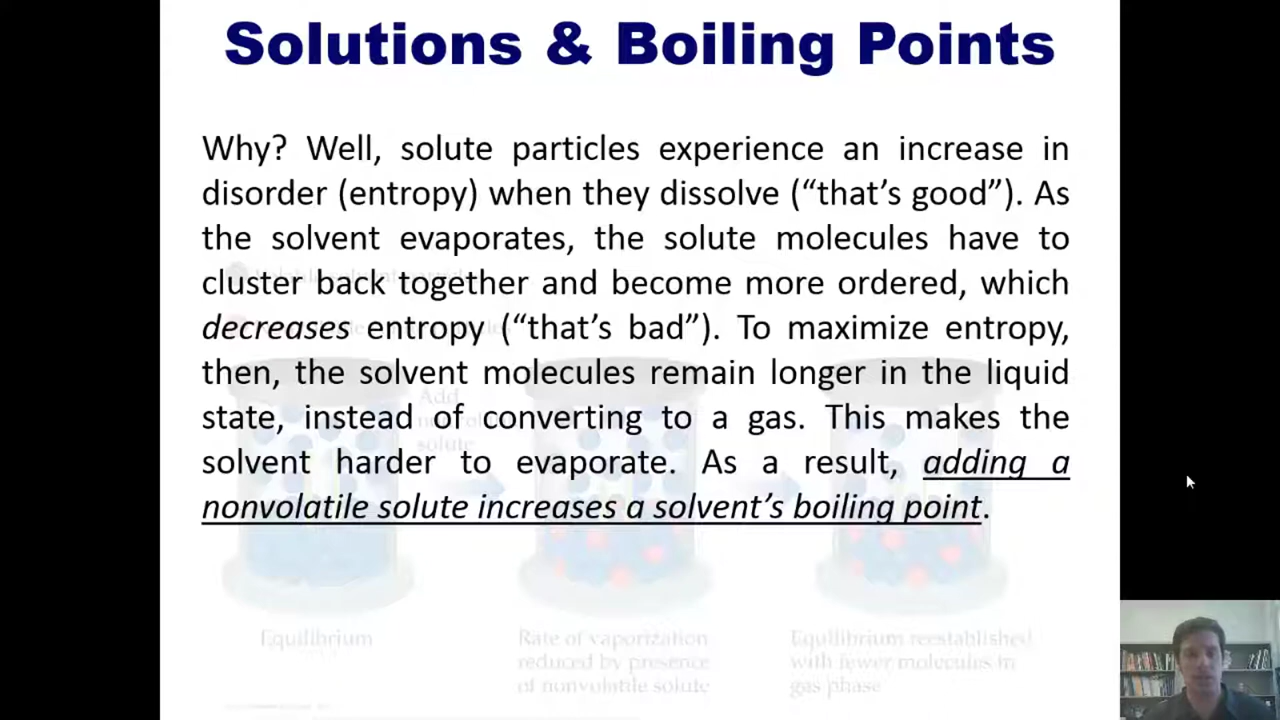 Solutions & Boiling Points
Why? Well, solute particles experience an increase in
disorder (entropy) when they dissolve (“that’s good”). As
the solvent evaporates, the solute molecules have to
cluster back together and become more ordered, which
decreases entropy (“that’s bad”). To maximize entropy,
then, the solvent molecules remain longer in the liquid
state, instead of converting to a gas. This makes the
solvent harder to evaporate. As a result, adding a
nonvolatile solute increases a solvent’s boiling point.
Add
solute
Equilibrium
Rate of vaporization
reduced by presence
of nonvolatile solute
Equilibrium reestablished
with fewer molecules in
gas phase